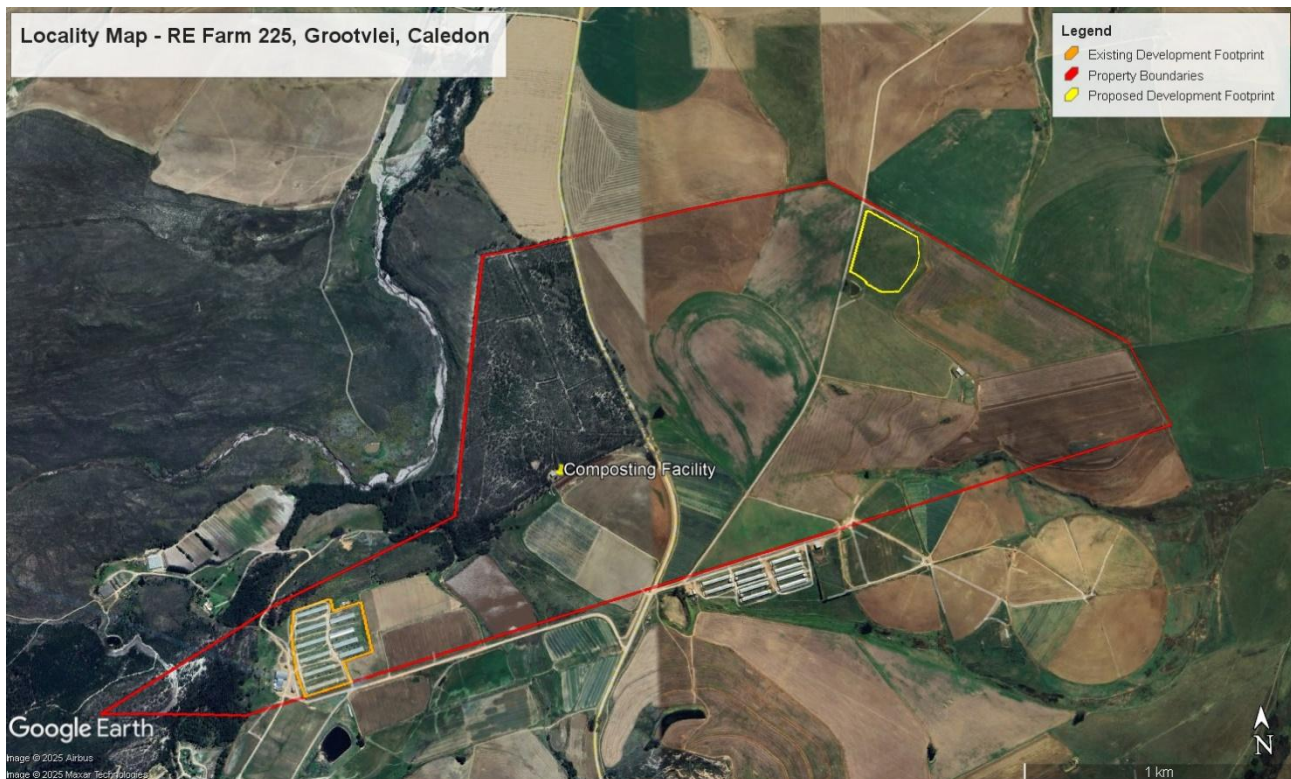 Locality Map - RE Farm 225, Grootvlei, Caledon
Legend
Existing Development Footprint
Property Boundaries
Proposed Development Footprint
Composting Facility
Google Earth
Image © 2025 Airbus
Image © 2025 Maxar Technologies
N
1 km